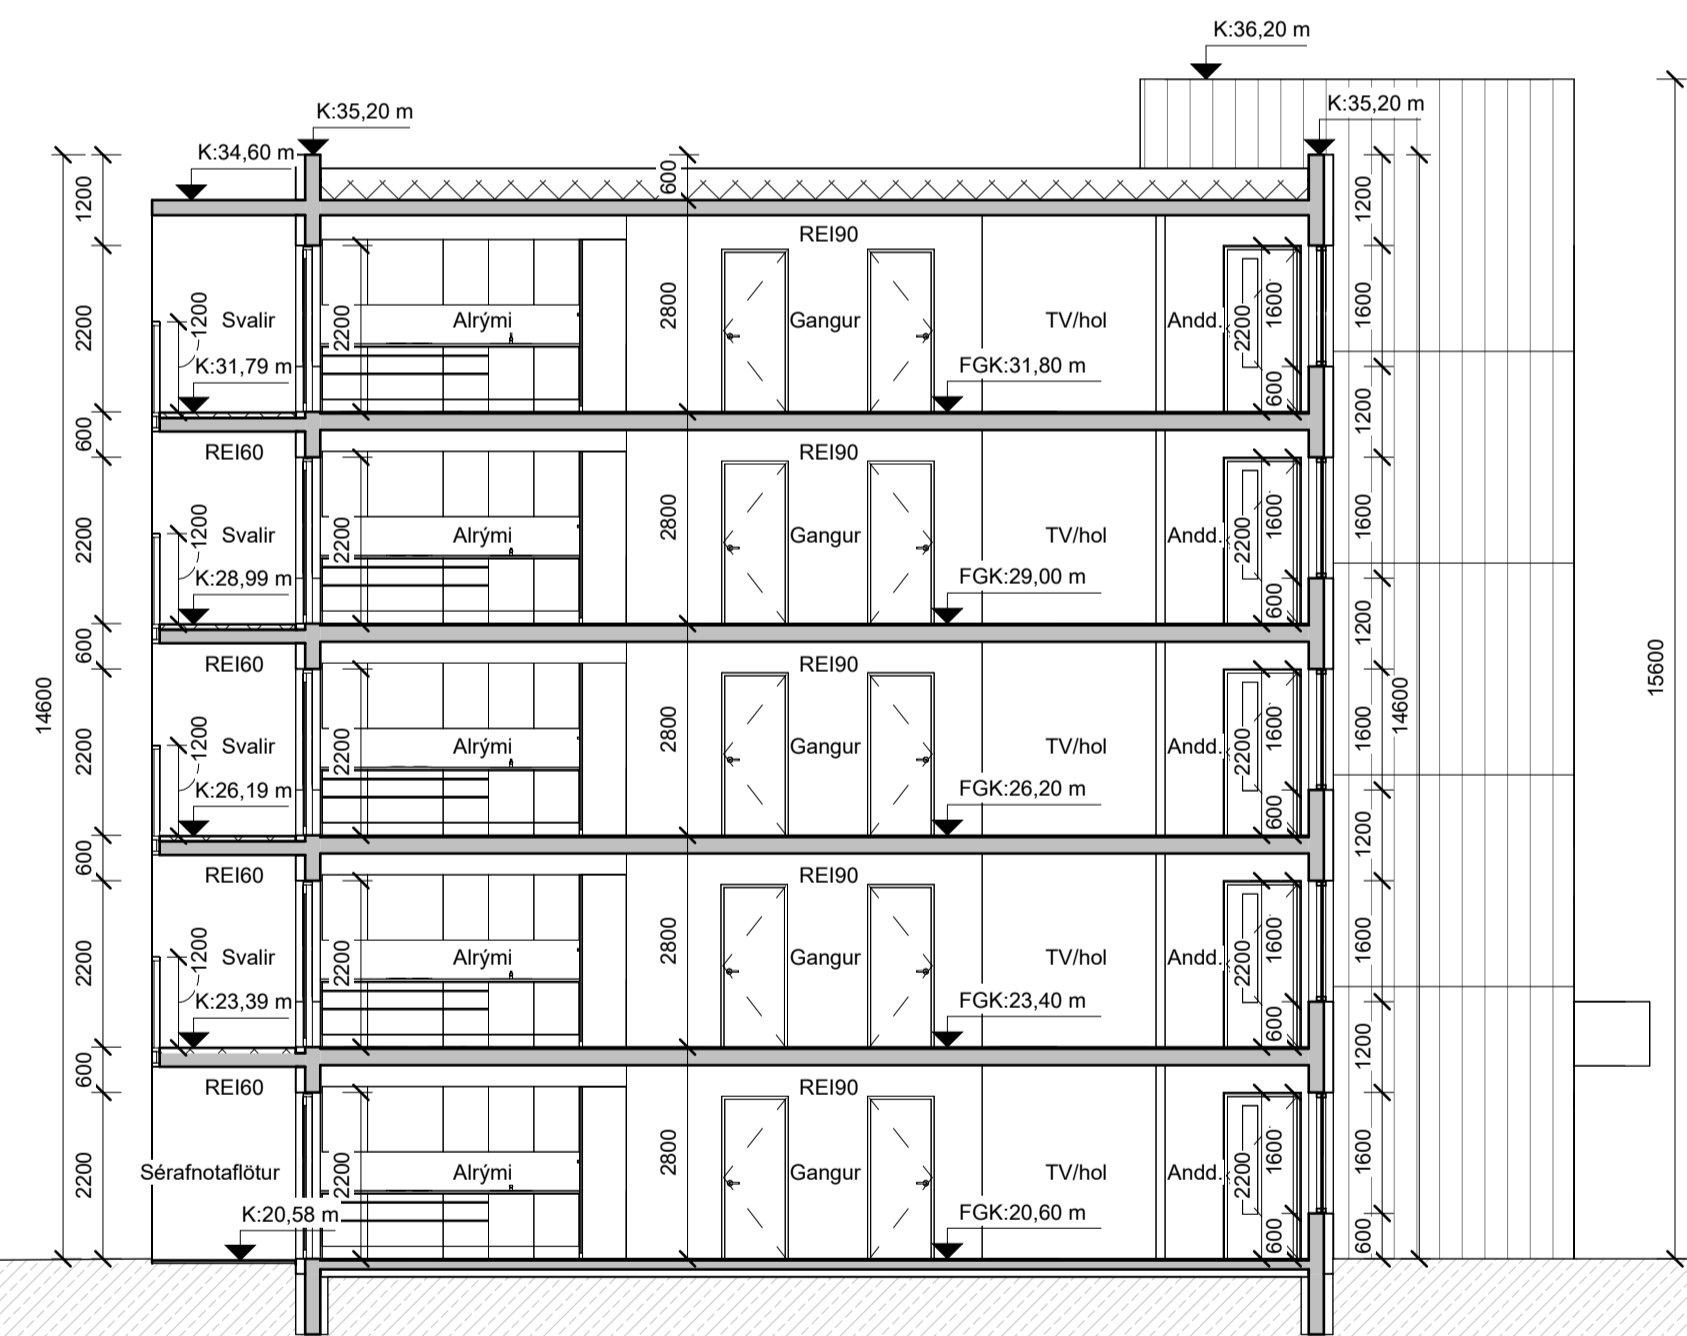 K:36,20 m
K:35,20 m
K:35,20 m
K:34,60 m
1200
600
1200
REI90
2200
1200
Svalir
2200
Alrými
2800
Gangur
TV/hol
Andd.
2200
1600
1600
K:31,79 m
FGK:31,80 m
600
1200
600
REI60
REI90
2200
1200
Svalir
2200
Alrými
2800
Gangur
TV/hol
Andd.
2200
1600
1600
K:28,99 m
FGK:29,00 m
600
1200
600
REI60
REI90
14600
2200
1200
Svalir
2200
Alrými
2800
Gangur
TV/hol
Andd.
2200
1600
1600
14600
15600
K:26,19 m
FGK:26,20 m
600
1200
600
REI60
REI90
2200
1200
Svalir
2200
Alrými
2800
Gangur
TV/hol
Andd.
2200
1600
1600
K:23,39 m
FGK:23,40 m
600
1200
600
REI60
REI90
2200
Sérafnotaflötur
2200
Alrými
2800
Gangur
TV/hol
Andd.
2200
1600
1600
K:20,58 m
FGK:20,60 m
600
600